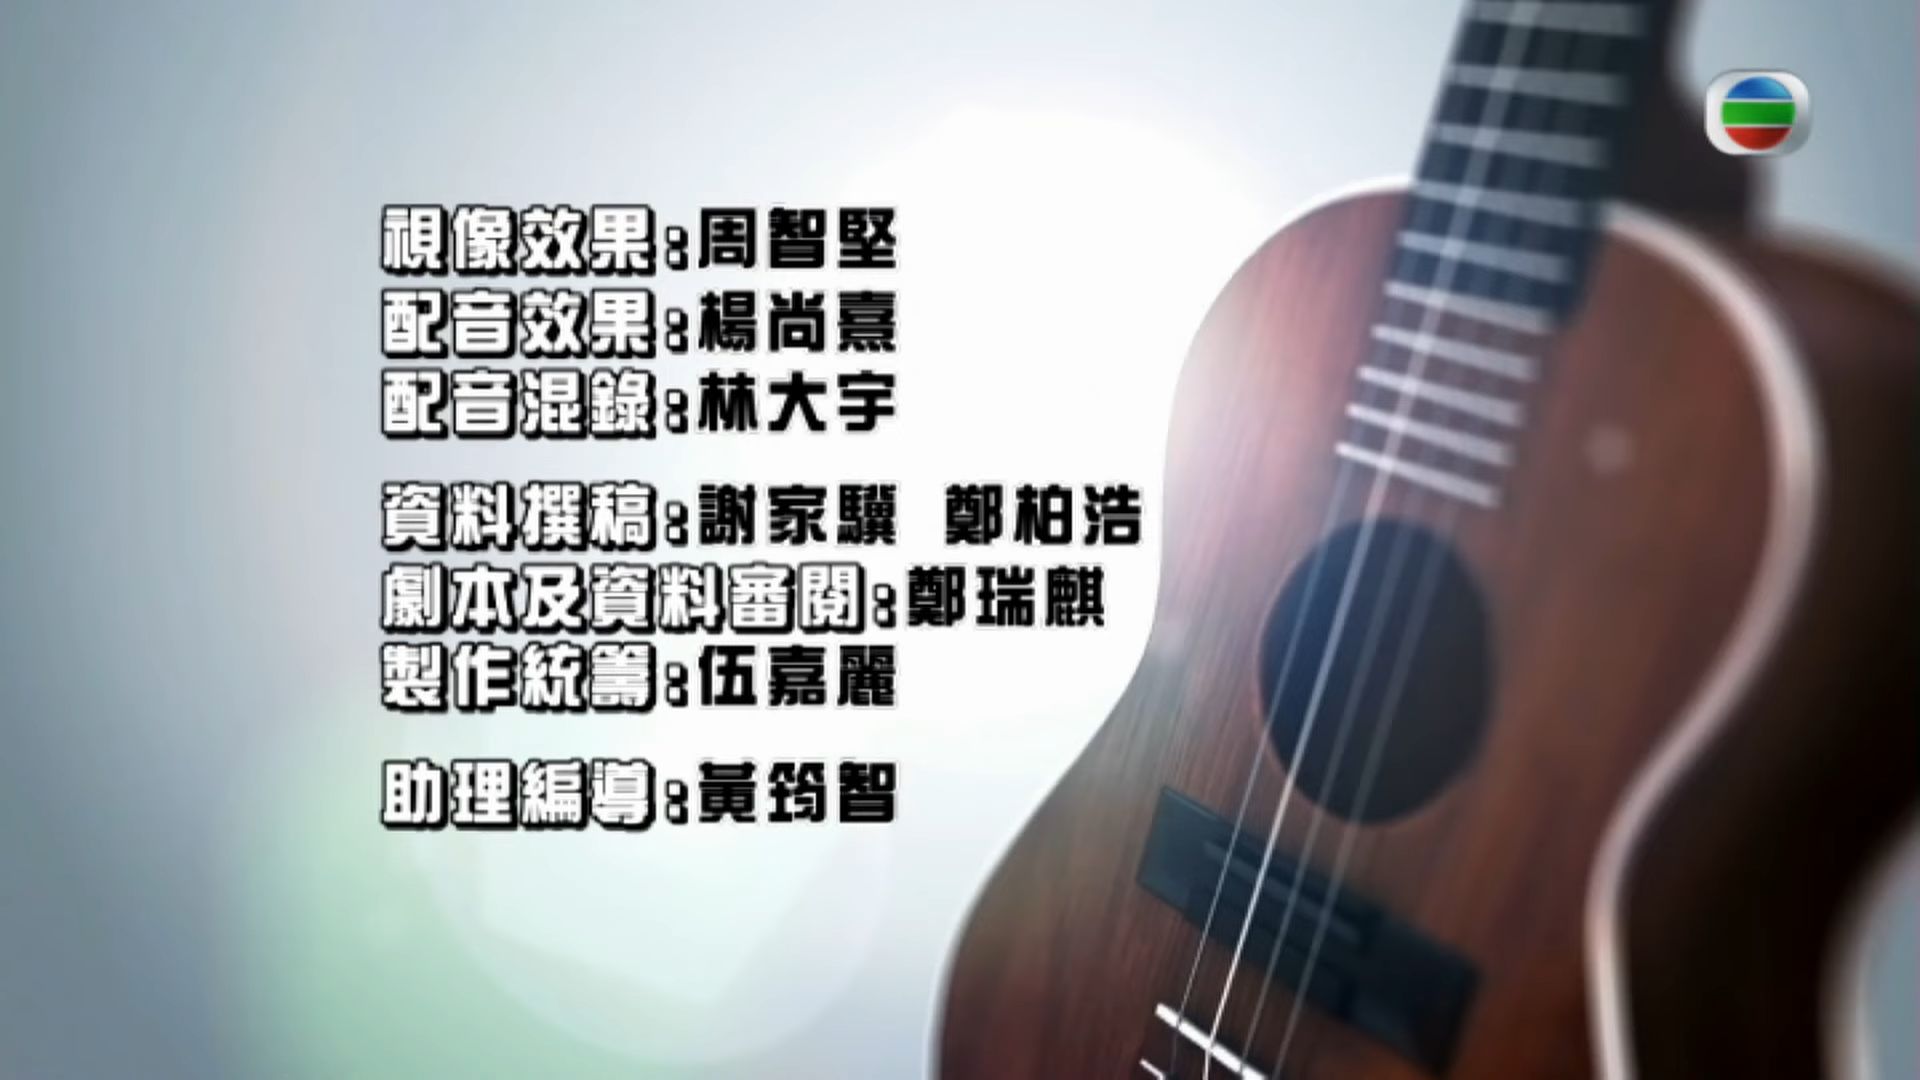 視像效果:周智堅
配音效果:楊尚熹
配音混錄:林大宇
資料撰稿:謝家驥 鄭柏浩
劇本及資料審閱:鄭瑞麒
製作統籌:伍嘉麗
助理編導:黃筠智